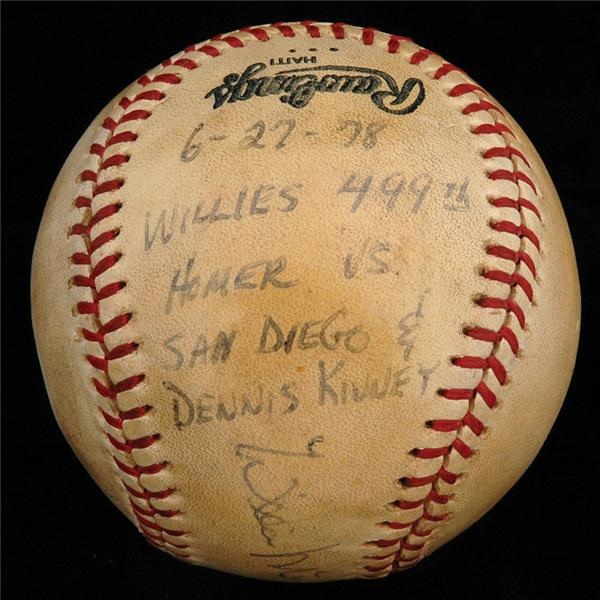 Rawlings
HAITI
6-27-78
WILLIES 499th
HOMER VS.
SAN DIEGO &
DENNIS KINNEY